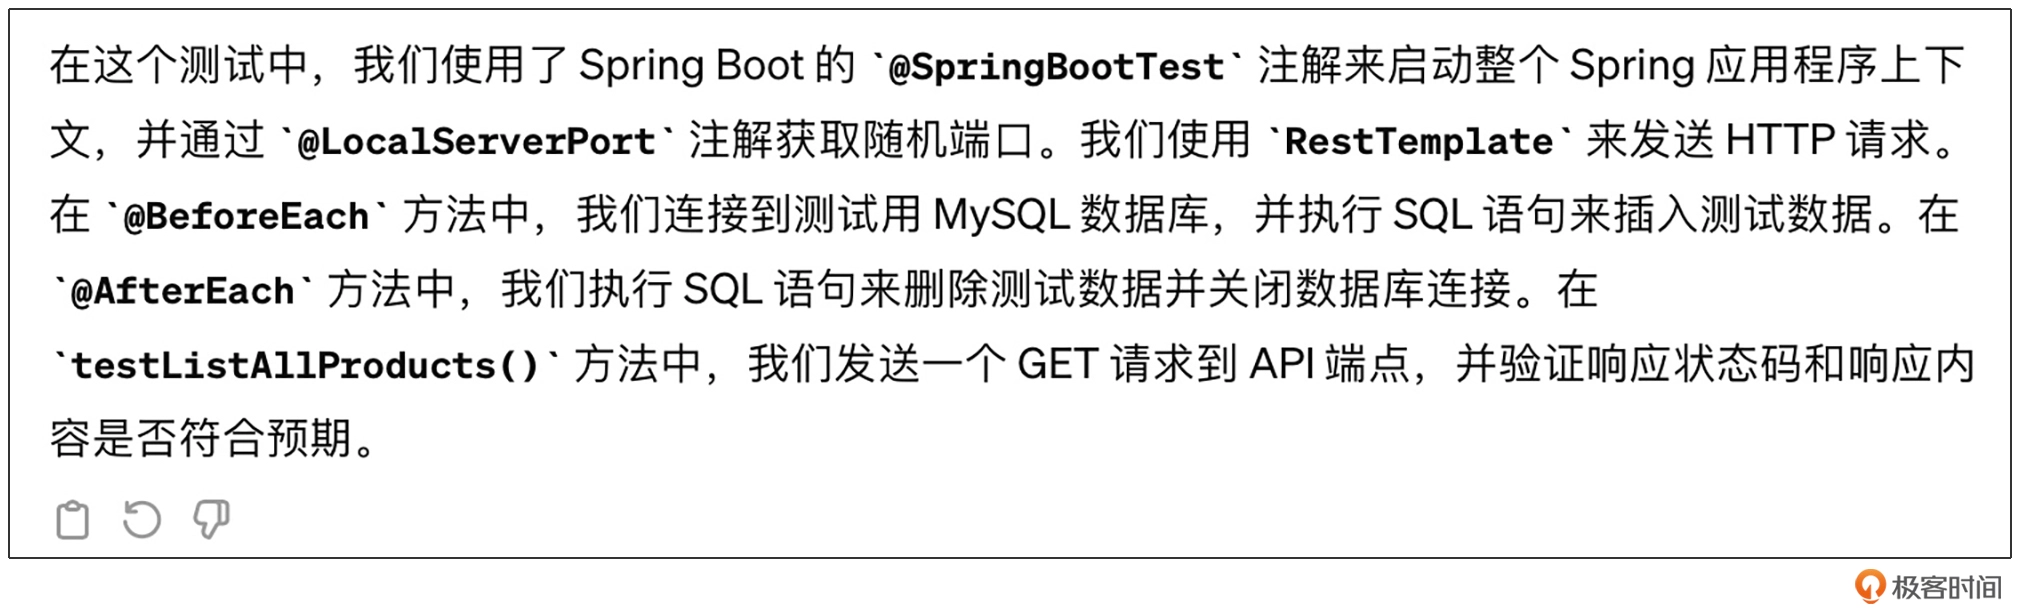 在这个测试中，我们使用了 Spring Boot 的 `@SpringBootTest` 注解来启动整个 Spring 应用程序上下
文，并通过 `@LocalServerPort` 注解获取随机端口。我们使用 `RestTemplate` 来发送 HTTP 请求。
在 `@BeforeEach` 方法中，我们连接到测试用 MySQL 数据库，并执行 SQL 语句来插入测试数据。在
`@AfterEach` 方法中，我们执行 SQL 语句来删除测试数据并关闭数据库连接。在
`testListAllProducts()` 方法中，我们发送一个 GET 请求到 API 端点，并验证响应状态码和响应内
容是否符合预期。
极客时间